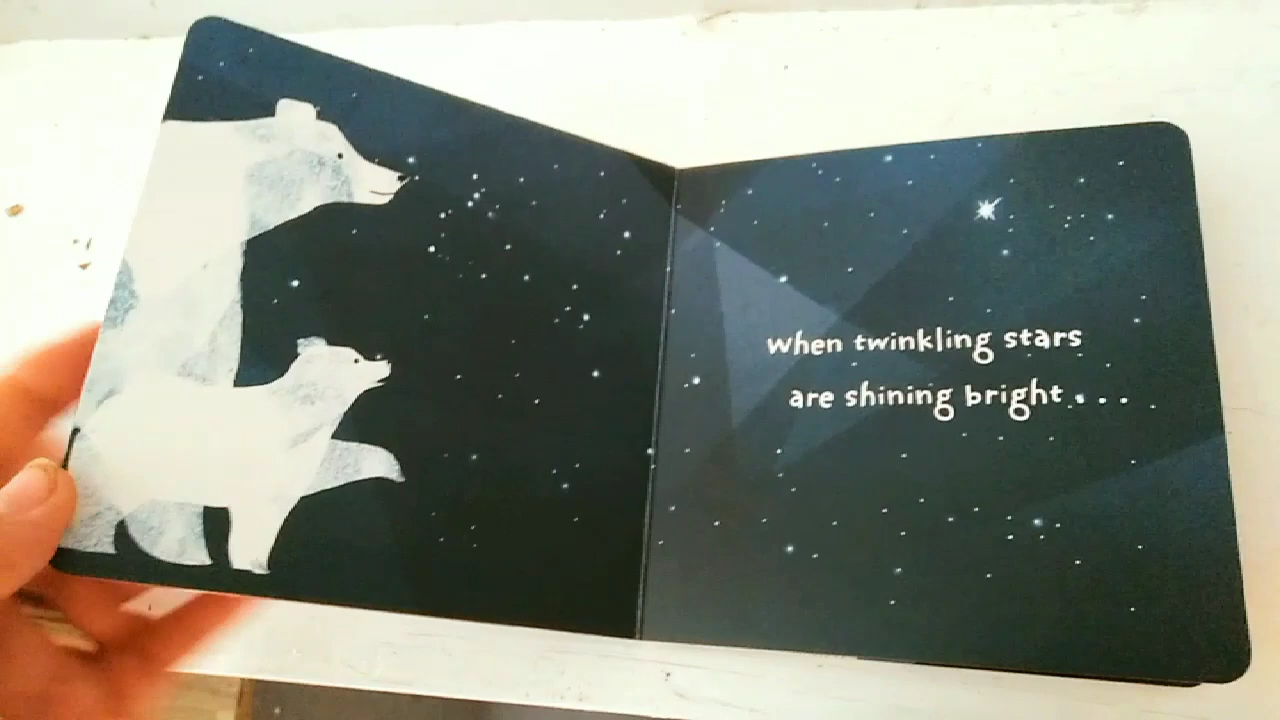 when twinkling stars
are shining bright . . .